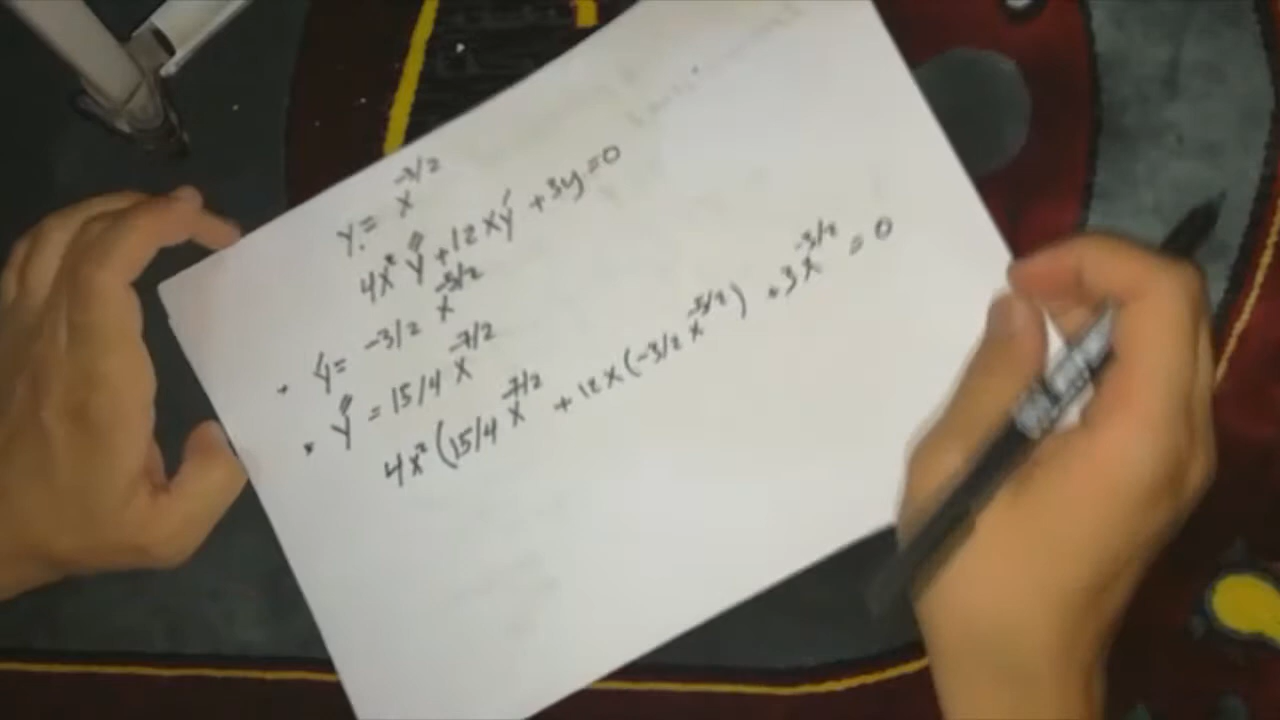 y = x^-3/2
4x² y'' + 12xy' + 3y = 0
• y' = -3/2 x^-5/2
• y'' = 15/4 x^-7/2
4x² (15/4 x^-7/2 + 12x (-3/2 x^-5/2) + 3x^-3/2 = 0